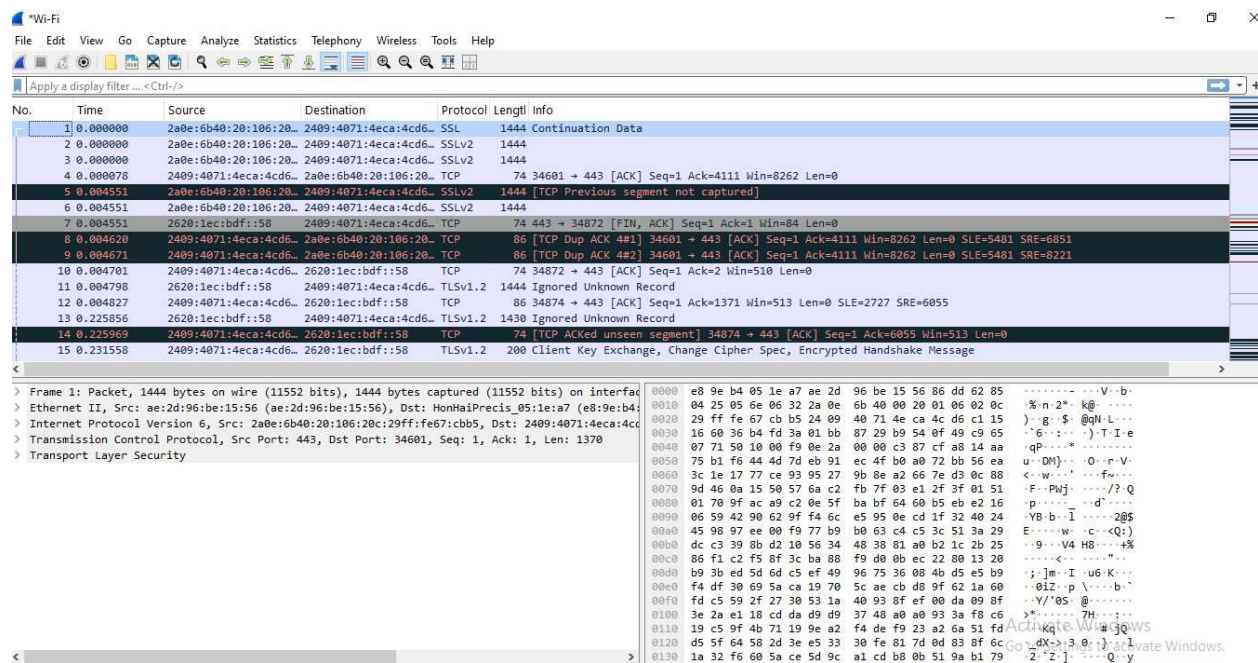 *Wi-Fi
File Edit View Go Capture Analyze Statistics Telephony Wireless Tools Help
Apply a display filter ... <Ctrl-/>
No. Time Source Destination Protocol Lengtl Info
1 0.000000 2a0e:6b40:20:106:20… 2409:4071:4eca:4cd6… SSL 1444 Continuation Data
2 0.000000 2a0e:6b40:20:106:20… 2409:4071:4eca:4cd6… SSLv2 1444
3 0.000000 2a0e:6b40:20:106:20… 2409:4071:4eca:4cd6… SSLv2 1444
4 0.000078 2409:4071:4eca:4cd6… 2a0e:6b40:20:106:20… TCP 74 34601 → 443 [ACK] Seq=1 Ack=4111 Win=8262 Len=0
5 0.004551 2a0e:6b40:20:106:20… 2409:4071:4eca:4cd6… SSLv2 1444 [TCP Previous segment not captured]
6 0.004551 2a0e:6b40:20:106:20… 2409:4071:4eca:4cd6… SSLv2 1444
7 0.004551 2620:1ec:bdf::58 2409:4071:4eca:4cd6… TCP 74 443 → 34872 [FIN, ACK] Seq=1 Ack=1 Win=84 Len=0
8 0.004620 2409:4071:4eca:4cd6… 2a0e:6b40:20:106:20… TCP 86 [TCP Dup ACK 4#1] 34601 → 443 [ACK] Seq=1 Ack=4111 Win=8262 Len=0 SLE=5481 SRE=6851
9 0.004671 2409:4071:4eca:4cd6… 2a0e:6b40:20:106:20… TCP 86 [TCP Dup ACK 4#2] 34601 → 443 [ACK] Seq=1 Ack=4111 Win=8262 Len=0 SLE=5481 SRE=8221
10 0.004701 2409:4071:4eca:4cd6… 2620:1ec:bdf::58 TCP 74 34872 → 443 [ACK] Seq=1 Ack=2 Win=510 Len=0
11 0.004798 2620:1ec:bdf::58 2409:4071:4eca:4cd6… TLSv1.2 1444 Ignored Unknown Record
12 0.004827 2409:4071:4eca:4cd6… 2620:1ec:bdf::58 TCP 86 34874 → 443 [ACK] Seq=1 Ack=1371 Win=513 Len=0 SLE=2727 SRE=6055
13 0.225856 2620:1ec:bdf::58 2409:4071:4eca:4cd6… TLSv1.2 1430 Ignored Unknown Record
14 0.225969 2409:4071:4eca:4cd6… 2620:1ec:bdf::58 TCP 74 [TCP ACKed unseen segment] 34874 → 443 [ACK] Seq=1 Ack=6055 Win=513 Len=0
15 0.231558 2409:4071:4eca:4cd6… 2620:1ec:bdf::58 TLSv1.2 200 Client Key Exchange, Change Cipher Spec, Encrypted Handshake Message
Frame 1: Packet, 1444 bytes on wire (11552 bits), 1444 bytes captured (11552 bits) on interfac
Ethernet II, Src: ae:2d:96:be:15:56 (ae:2d:96:be:15:56), Dst: HonHaiPrecis_05:1e:a7 (e8:9e:b4:
Internet Protocol Version 6, Src: 2a0e:6b40:20:106:20c:29ff:fe67:cbb5, Dst: 2409:4071:4eca:4cd
Transmission Control Protocol, Src Port: 443, Dst Port: 34601, Seq: 1, Ack: 1, Len: 1370
Transport Layer Security
0000 e8 9e b4 05 1e a7 ae 2d 96 be 15 56 86 dd 62 85
0010 04 25 05 6e 06 32 2a 0e 6b 40 00 20 01 06 02 0c
0020 29 ff fe 67 cb b5 24 09 40 71 4e ca 4c d6 c1 15
0030 16 60 36 b4 fd 3a 01 bb 87 29 b9 54 0f 49 c9 65
0040 07 71 50 10 00 f9 0e 2a 00 00 c3 87 cf a8 14 aa
0050 75 b1 f6 44 4d 7d eb 91 ec 4f b0 a0 72 bb 56 ea
0060 3c 1e 17 77 ce 93 95 27 9b 8e a2 66 7e d3 0c 88
0070 9d 46 0a 15 50 57 6a c2 fb 7f 03 e1 2f 3f 01 51
0080 01 70 9f ac a9 c2 0e 5f ba bf 64 60 b5 eb e2 16
0090 06 59 42 90 62 9f f4 6c e5 95 0e cd 1f 32 40 24
00a0 45 98 97 ee 00 f9 77 b9 b0 63 c4 c5 3c 51 3a 29
00b0 dc c3 39 8b d2 10 56 34 48 38 81 a0 b2 1c 2b 25
00c0 86 f1 c2 f5 8f 3c ba 88 f9 d0 0b ec 22 80 13 20
00d0 b9 3b ed 5d 6d c5 ef 49 96 75 36 08 4b d5 e5 b9
00e0 f4 df 30 69 5a ca 19 70 5c ae cb d8 9f 62 1a 60
00f0 fd c5 59 2f 27 30 53 1a 40 93 8f ef 00 da 09 8f
0100 3e 2a e1 18 cd da d9 d9 37 48 a0 a0 93 3a f8 c6
0110 19 c5 9f 4b 71 19 9e a2 f4 de f9 23 a2 6a 51 fd
0120 d5 5f 64 58 2d 3e e5 33 30 fe 81 7d 0d 83 8f 6c
0130 1a 32 f6 60 5a ce 5d 9c a1 cd b8 0b 51 9a b1 79
Activate Windows
Go to Settings to activate Windows.